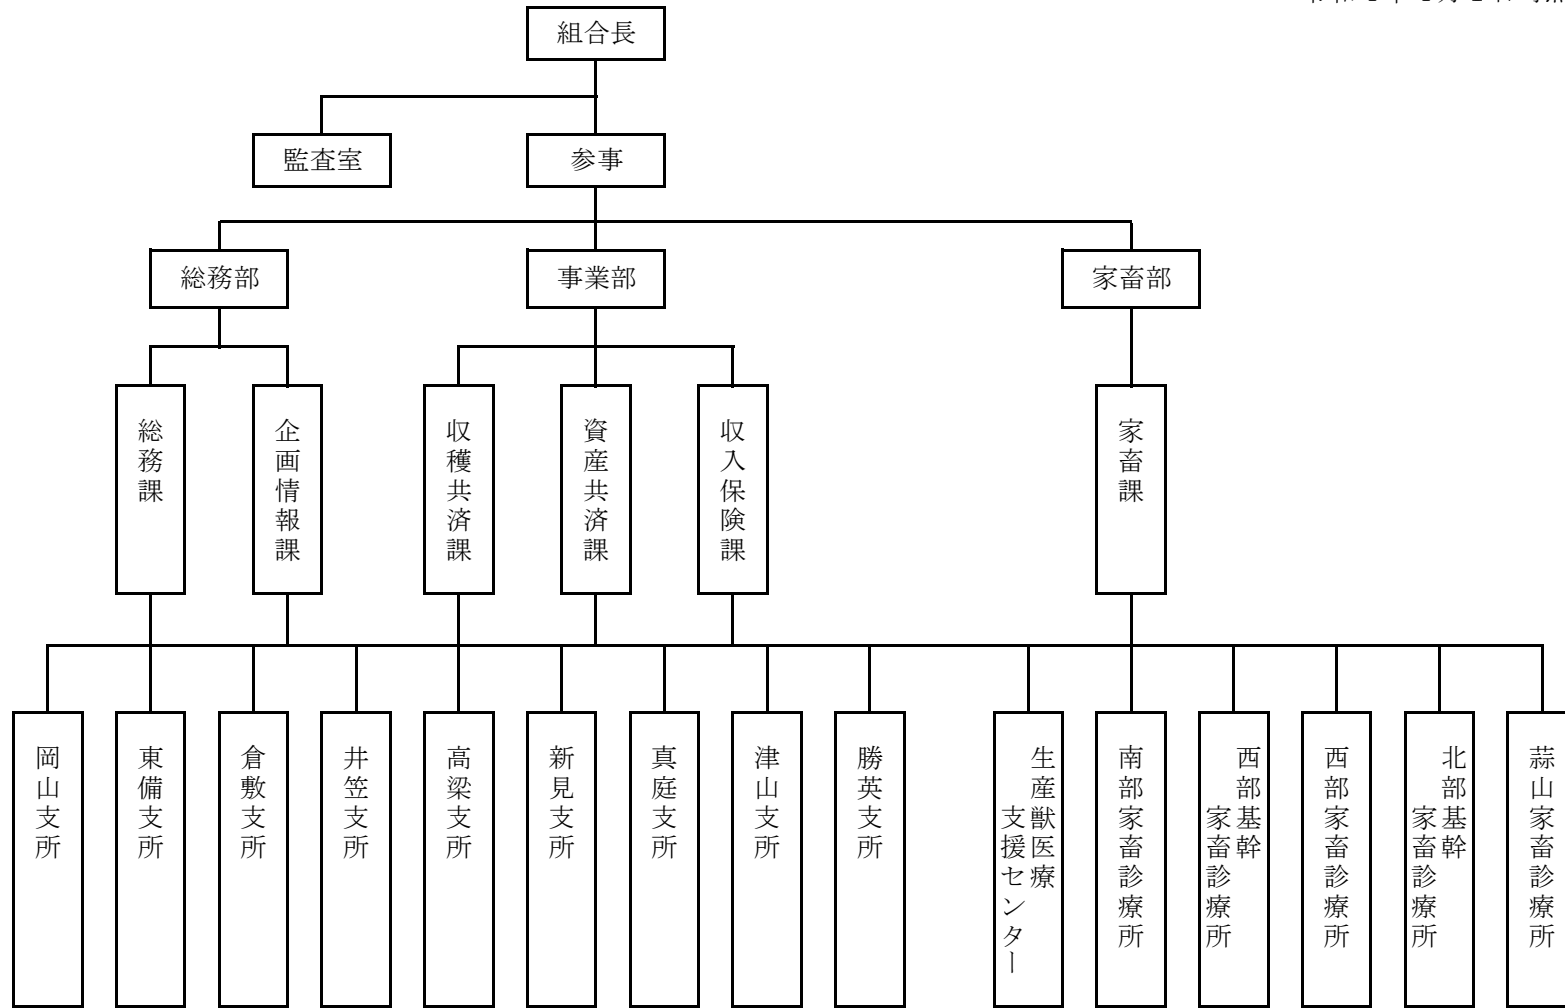 組合長
監査室
参事
総務部
事業部
家畜部
総務課
企画情報課
収穫共済課
資産共済課
収入保険課
家畜課
岡山支所
東備支所
倉敷支所
井笠支所
高梁支所
新見支所
真庭支所
津山支所
勝英支所
生産獣医療
支援センター
南部家畜診療所
西部基幹
家畜診療所
西部家畜診療所
北部基幹
家畜診療所
蒜山家畜診療所